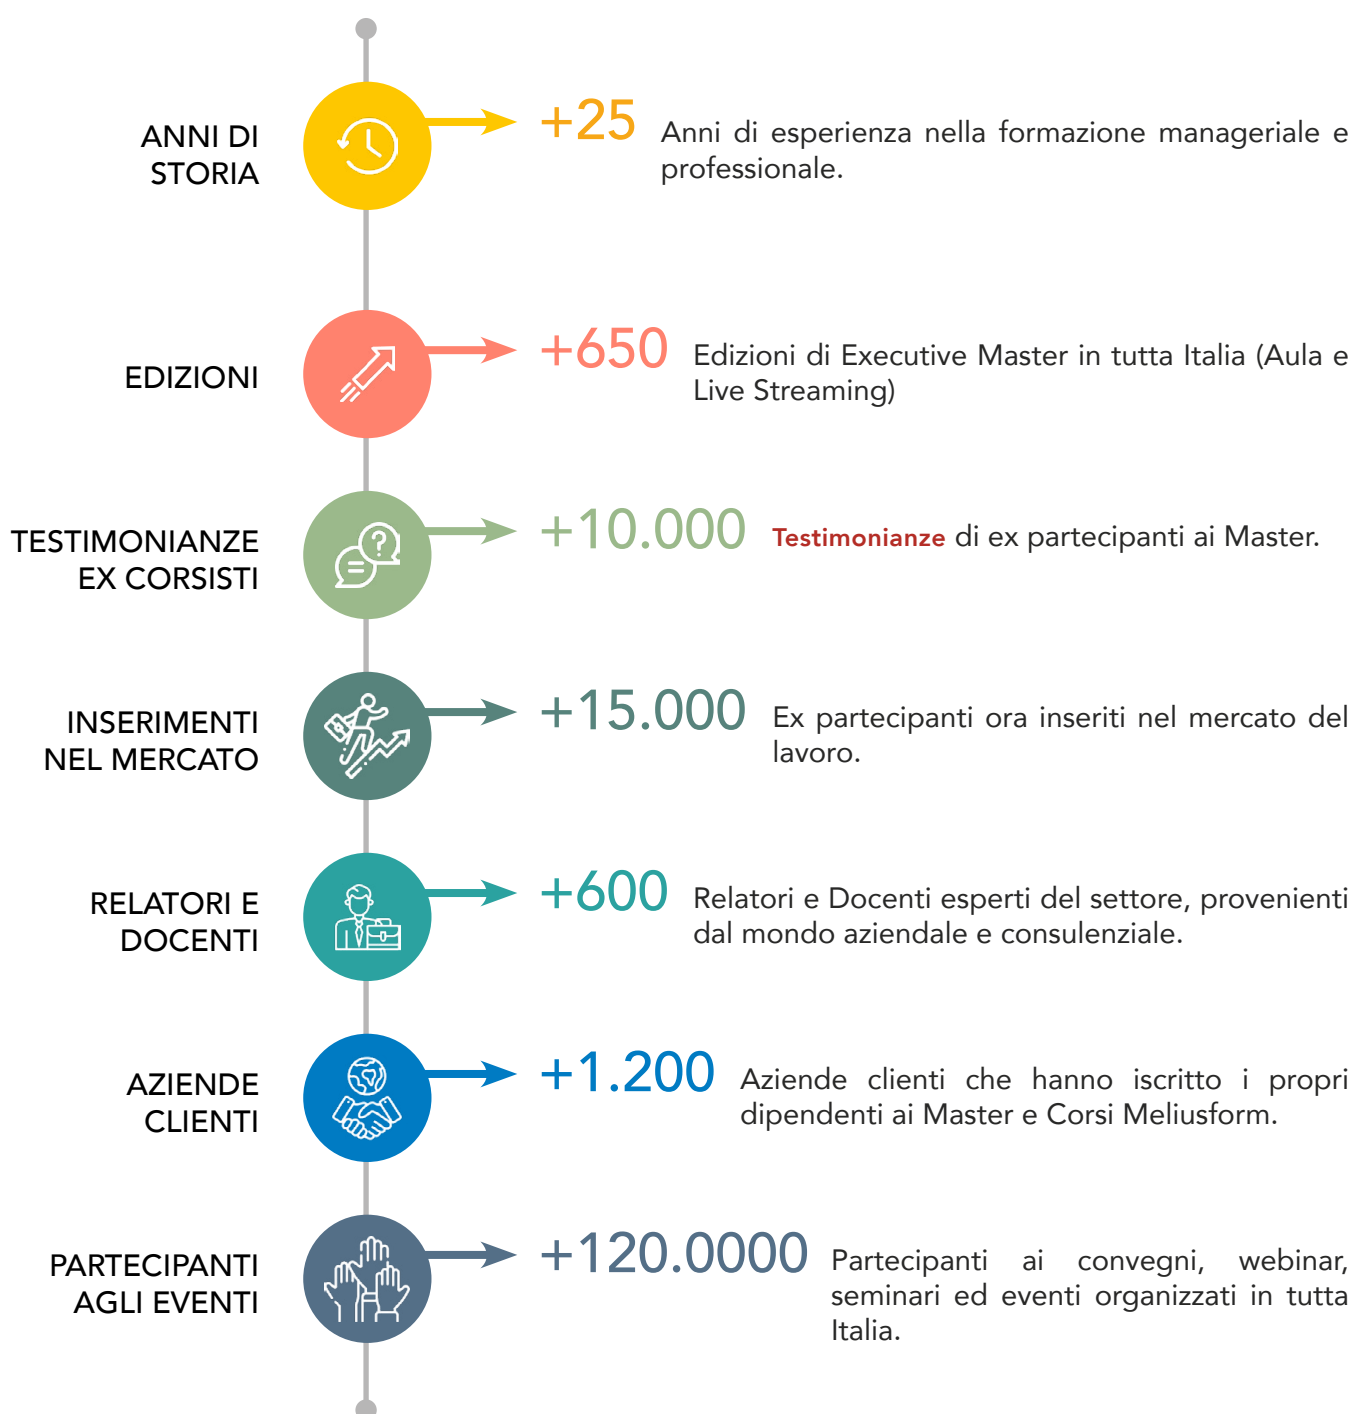 ANNI DI
STORIA
+25
Anni di esperienza nella formazione manageriale e
professionale.
EDIZIONI
+650
Edizioni di Executive Master in tutta Italia (Aula e
Live Streaming)
TESTIMONIANZE
EX CORSISTI
+10.000
Testimonianze di ex partecipanti ai Master.
INSERIMENTI
NEL MERCATO
+15.000
Ex partecipanti ora inseriti nel mercato del
lavoro.
RELATORI E
DOCENTI
+600
Relatori e Docenti esperti del settore, provenienti
dal mondo aziendale e consulenziale.
AZIENDE
CLIENTI
+1.200
Aziende clienti che hanno iscritto i propri
dipendenti ai Master e Corsi Meliusform.
PARTECIPANTI
AGLI EVENTI
+120.0000
Partecipanti ai convegni, webinar,
seminari ed eventi organizzati in tutta
Italia.